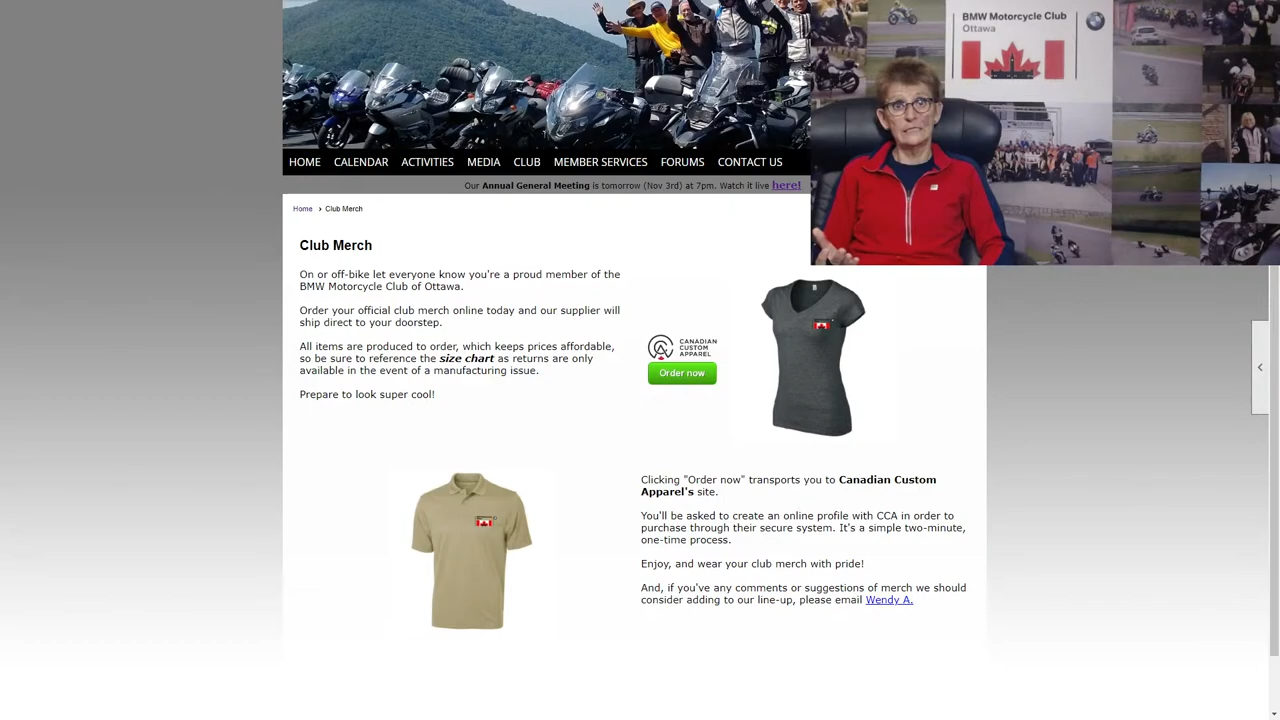 BMW Motorcycle Club
Ottawa
HOME CALENDAR ACTIVITIES MEDIA CLUB MEMBER SERVICES FORUMS CONTACT US
Our Annual General Meeting is tomorrow (Nov 3rd) at 7pm. Watch it live here!
Home › Club Merch
Club Merch
On or off-bike let everyone know you're a proud member of the
BMW Motorcycle Club of Ottawa.
Order your official club merch online today and our supplier will
ship direct to your doorstep.
All items are produced to order, which keeps prices affordable,
so be sure to reference the size chart as returns are only
available in the event of a manufacturing issue.
Prepare to look super cool!
CANADIAN
CUSTOM
APPAREL
Order now
Clicking "Order now" transports you to Canadian Custom
Apparel's site.
You'll be asked to create an online profile with CCA in order to
purchase through their secure system. It's a simple two-minute,
one-time process.
Enjoy, and wear your club merch with pride!
And, if you've any comments or suggestions of merch we should
consider adding to our line-up, please email Wendy A.